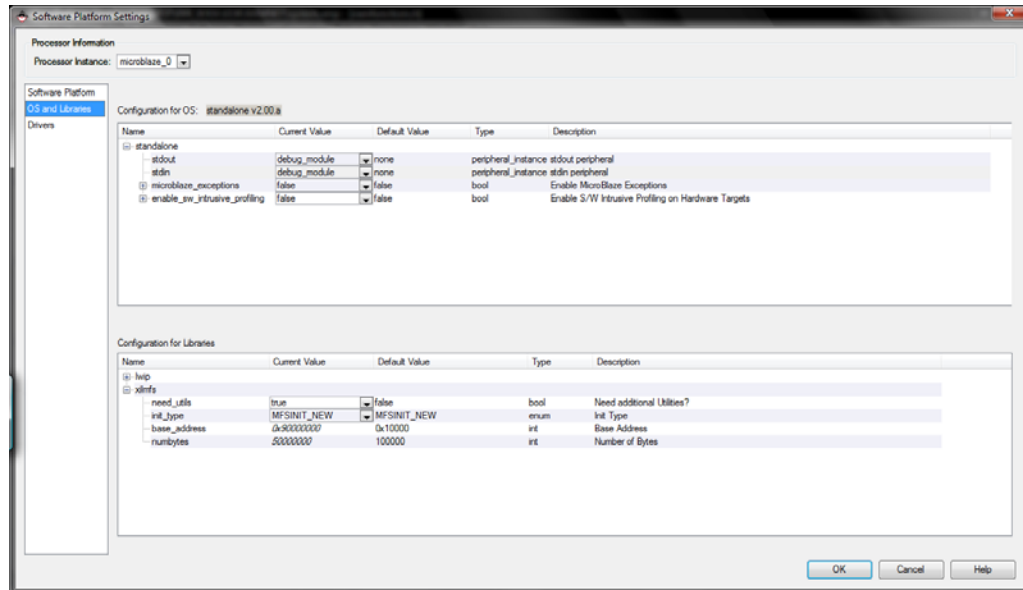 Software Platform Settings
Processor Information
Processor Instance: microblaze_0
Software Platform
OS and Libraries
Drivers
Configuration for OS: standalone v2.00.a
Name Current Value Default Value Type Description
standalone
stdout debug_module none peripheral_instance stdout peripheral
stdin debug_module none peripheral_instance stdin peripheral
microblaze_exceptions false false bool Enable MicroBlaze Exceptions
enable_sw_intrusive_profiling false false bool Enable S/W Intrusive Profiling on Hardware Targets
Configuration for Libraries
Name Current Value Default Value Type Description
lwip
xilmfs
need_utils true false bool Need additional Utilities?
init_type MFSINIT_NEW MFSINIT_NEW enum Init Type
base_address 0x90000000 0x10000 int Base Address
numbytes 50000000 100000 int Number of Bytes
OK Cancel Help